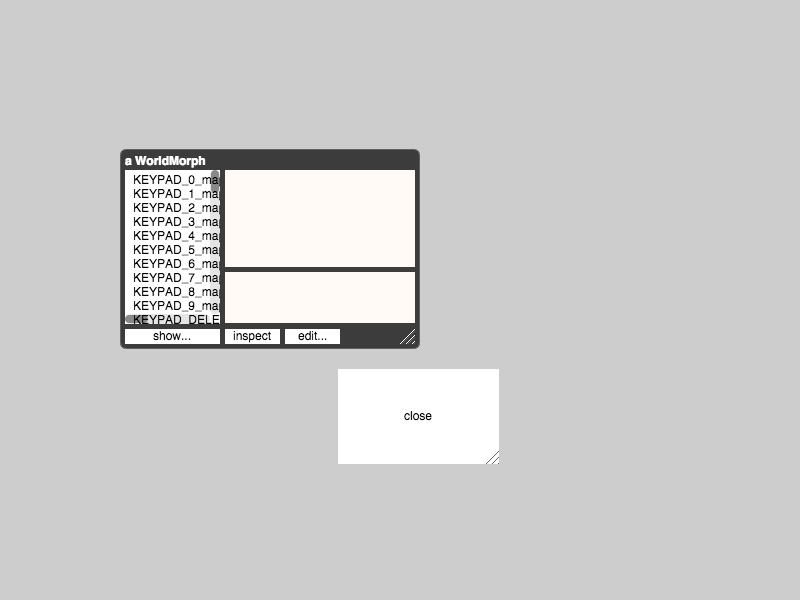 a WorldMorph
KEYPAD_0_ma
KEYPAD_1_ma
KEYPAD_2_ma
KEYPAD_3_ma
KEYPAD_4_ma
KEYPAD_5_ma
KEYPAD_6_ma
KEYPAD_7_ma
KEYPAD_8_ma
KEYPAD_9_ma
KEYPAD_DELE
show... inspect edit...
close